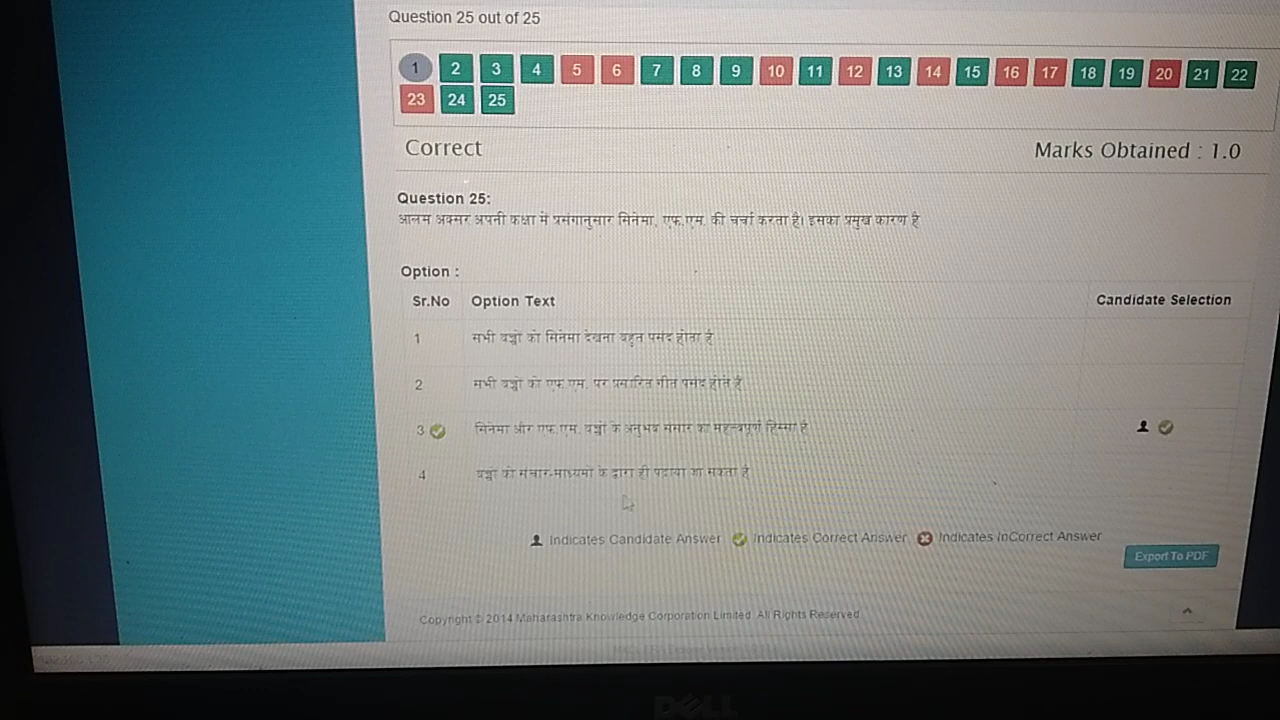 Question 25 out of 25
1 2 3 4 5 6 7 8 9 10 11 12 13 14 15 16 17 18 19 20 21 22
23 24 25
Correct Marks Obtained : 1.0
Question 25:
आलम अक्सर अपनी कक्षा में प्रसंगानुसार सिनेमा, एफ.एम. की चर्चा करता है। इसका प्रमुख कारण है
Option :
Sr.No Option Text Candidate Selection
1 सभी बच्चों को सिनेमा देखना बहुत पसंद होता है
2 सभी बच्चों को एफ.एम. पर प्रसारित गीत पसंद होते हैं
3 सिनेमा और एफ.एम. बच्चों के अनुभव संसार का महत्त्वपूर्ण हिस्सा है
4 बच्चों को संचार-माध्यमों के द्वारा ही पढ़ाया जा सकता है
Indicates Candidate Answer Indicates Correct Answer Indicates InCorrect Answer
Export To PDF
Copyright © 2014 Maharashtra Knowledge Corporation Limited. All Rights Reserved
DELL